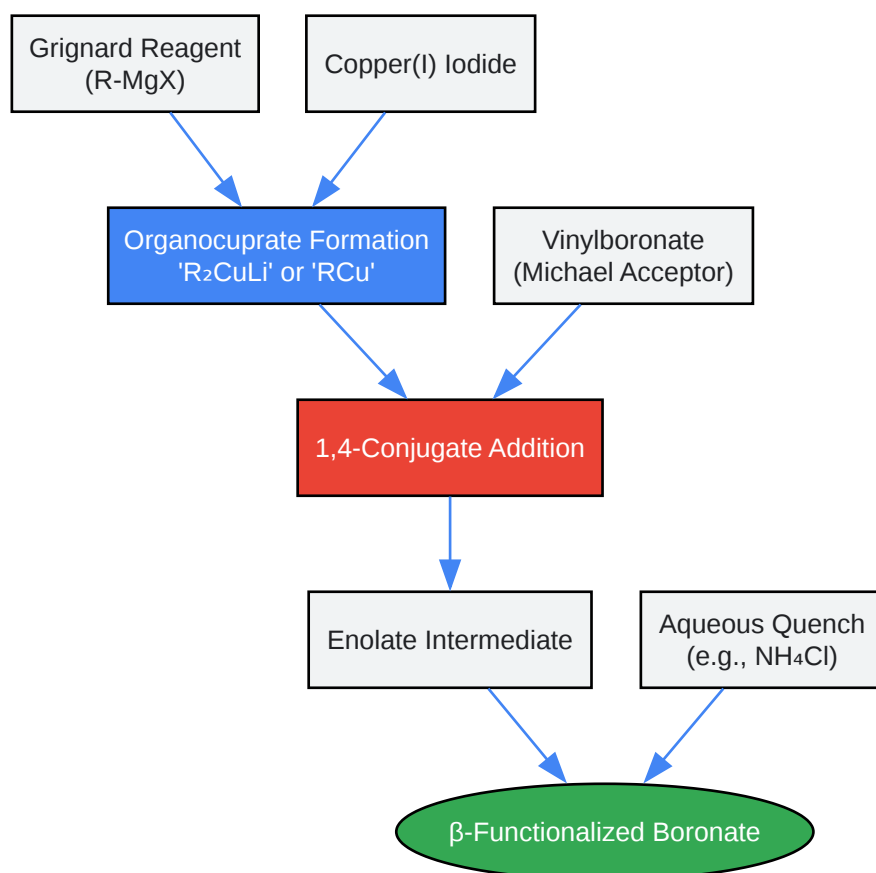 Grignard Reagent
(R-MgX)
Copper(I) Iodide
Organocuprate Formation
'R₂CuLi' or 'RCu'
Vinylboronate
(Michael Acceptor)
1,4-Conjugate Addition
Enolate Intermediate
Aqueous Quench
(e.g., NH₄Cl)
β-Functionalized Boronate